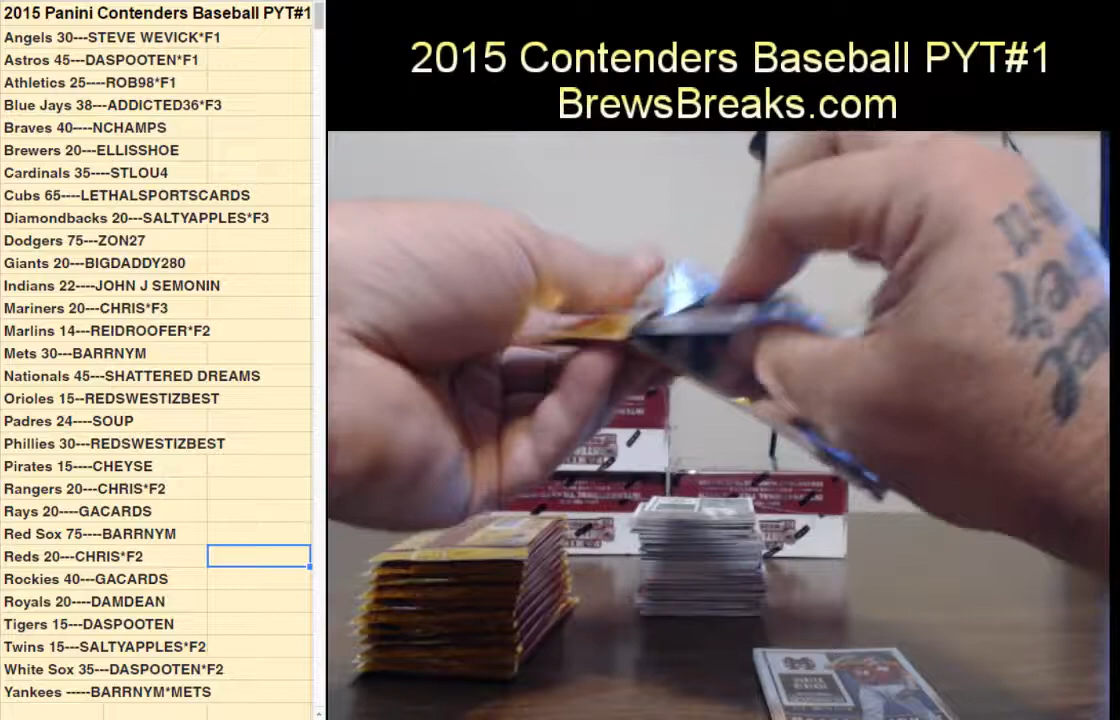 2015 Panini Contenders Baseball PYT#1
Angels 30---STEVE WEVICK*F1
Astros 45---DASPOOTEN*F1
Athletics 25----ROB98*F1
Blue Jays 38---ADDICTED36*F3
Braves 40----NCHAMPS
Brewers 20---ELLISSHOE
Cardinals 35----STLOU4
Cubs 65----LETHALSPORTSCARDS
Diamondbacks 20---SALTYAPPLES*F3
Dodgers 75---ZON27
Giants 20---BIGDADDY280
Indians 22----JOHN J SEMONIN
Mariners 20---CHRIS*F3
Marlins 14---REIDROOFER*F2
Mets 30---BARRNYM
Nationals 45---SHATTERED DREAMS
Orioles 15--REDSWESTIZBEST
Padres 24----SOUP
Phillies 30---REDSWESTIZBEST
Pirates 15----CHEYSE
Rangers 20---CHRIS*F2
Rays 20----GACARDS
Red Sox 75----BARRNYM
Reds 20---CHRIS*F2
Rockies 40---GACARDS
Royals 20----DAMDEAN
Tigers 15---DASPOOTEN
Twins 15---SALTYAPPLES*F2
White Sox 35---DASPOOTEN*F2
Yankees -----BARRNYM*METS
2015 Contenders Baseball PYT#1
BrewsBreaks.com